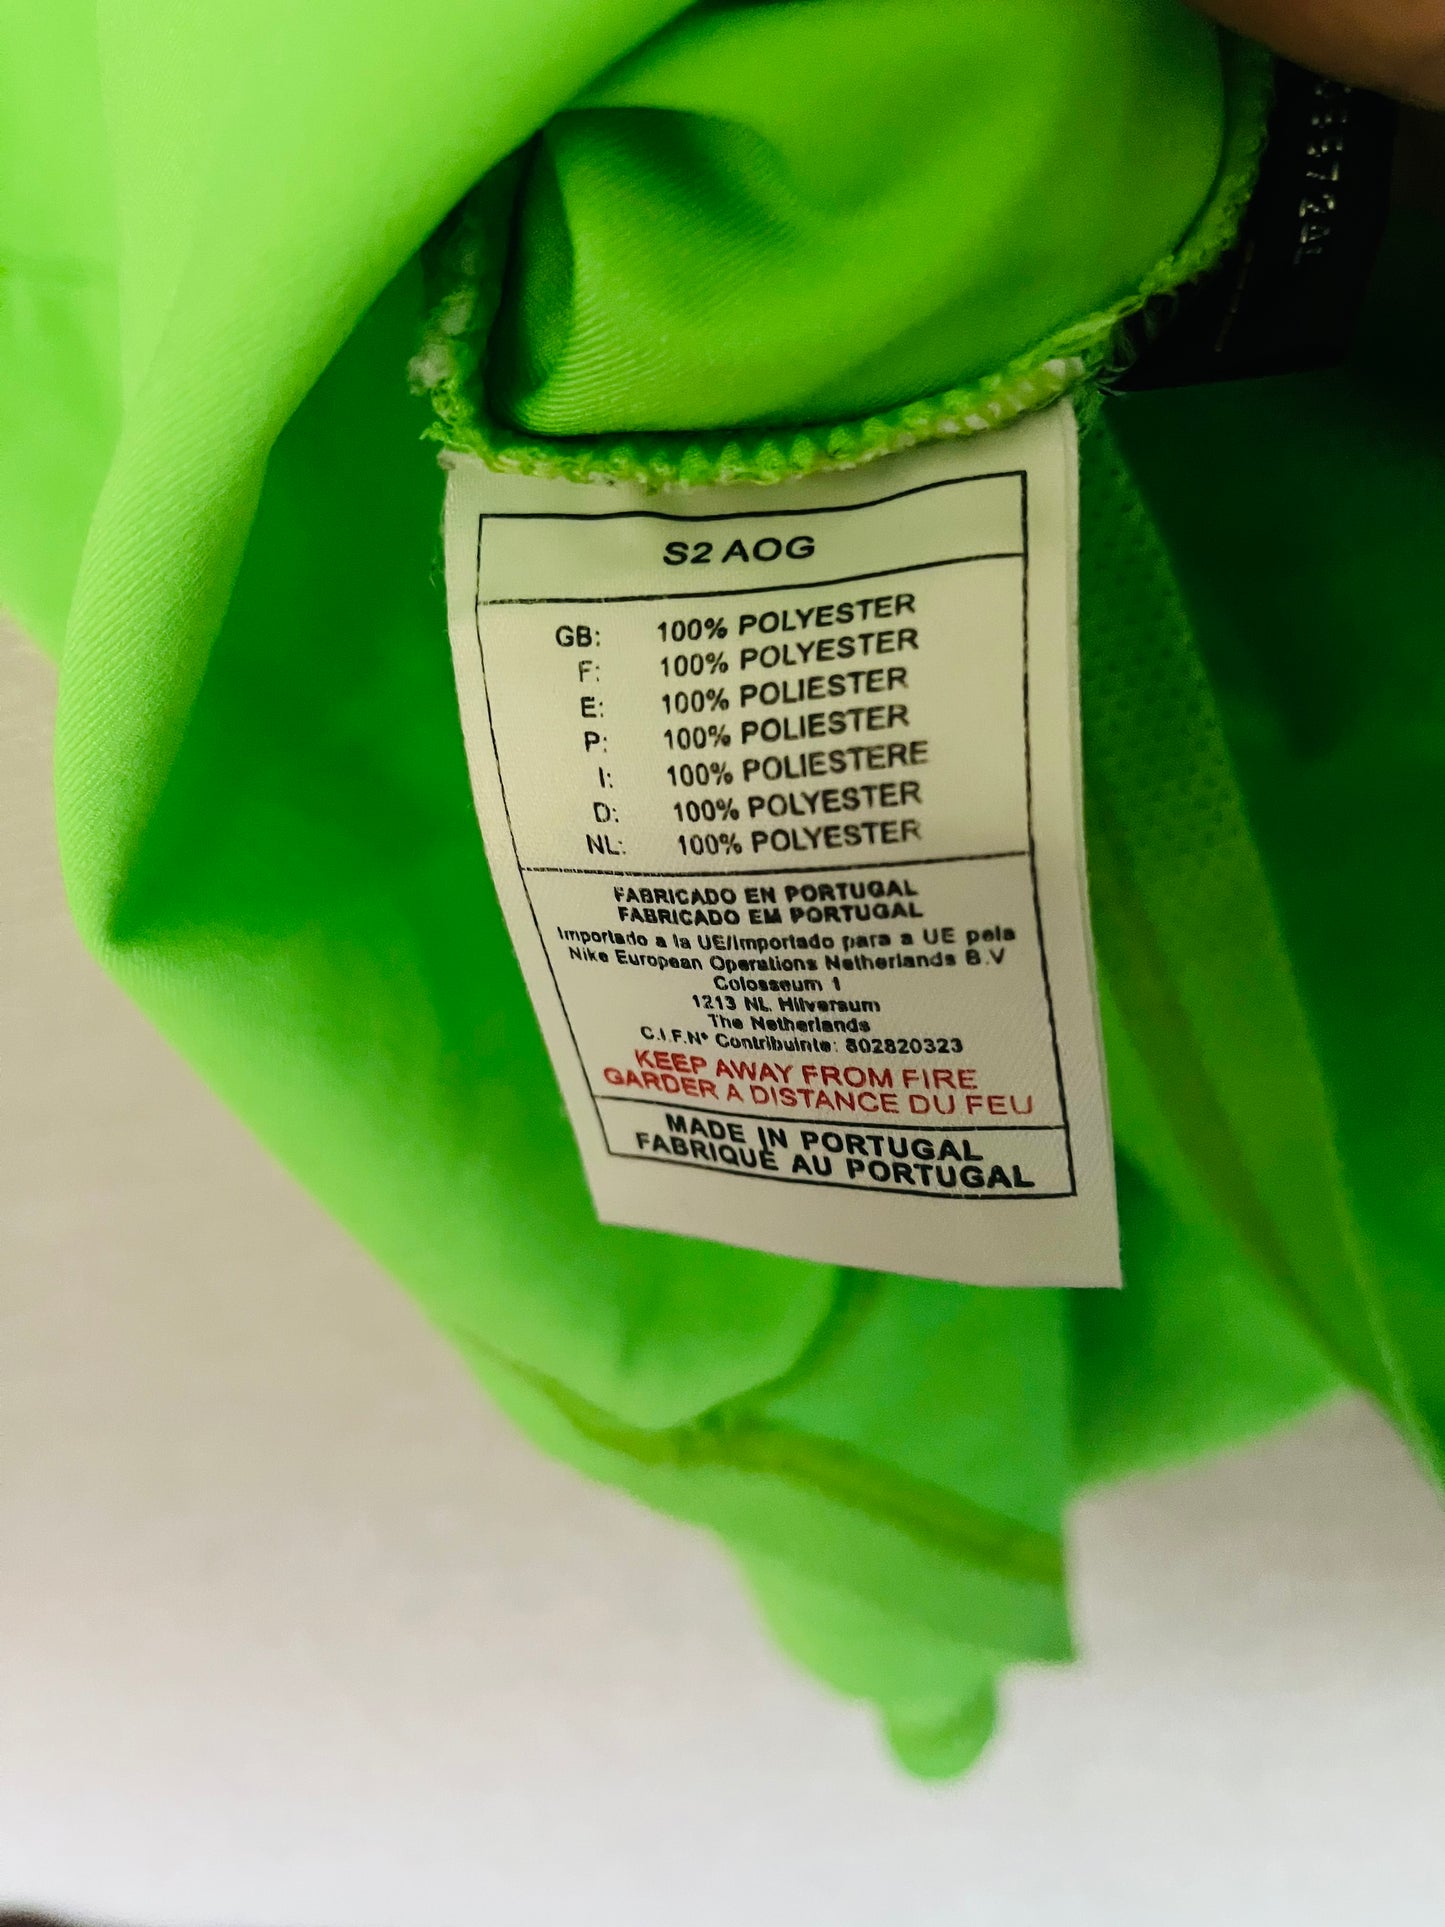 S2 AOG
GB: 100% POLYESTER
F: 100% POLYESTER
E: 100% POLIESTER
P: 100% POLIESTER
I: 100% POLIESTERE
D: 100% POLYESTER
NL: 100% POLYESTER
FABRICADO EN PORTUGAL
FABRICADO EM PORTUGAL
Importado a la UE/Importado para a UE pela
Nike European Operations Netherlands B.V
Colosseum 1
1213 NL Hilversum
The Netherlands
C.I.F.Nº Contribuinte: 802820323
KEEP AWAY FROM FIRE
GARDER A DISTANCE DU FEU
MADE IN PORTUGAL
FABRIQUÉ AU PORTUGAL